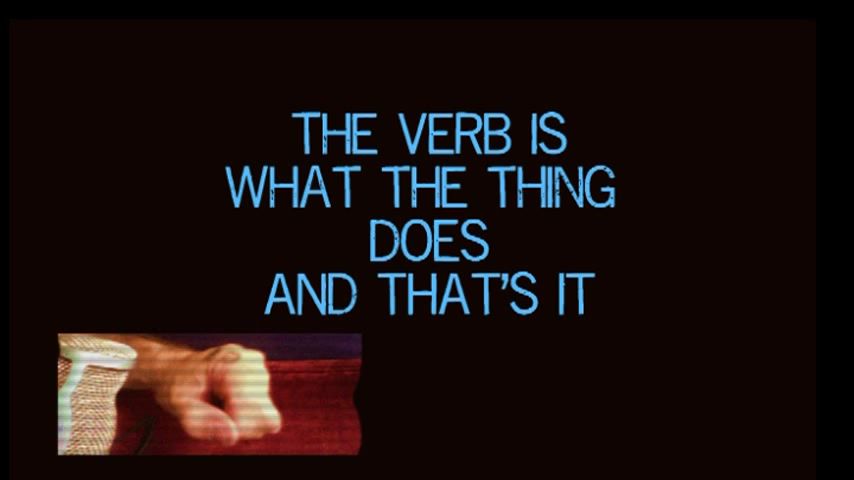 THE VERB IS
WHAT THE THING
DOES
AND THAT'S IT